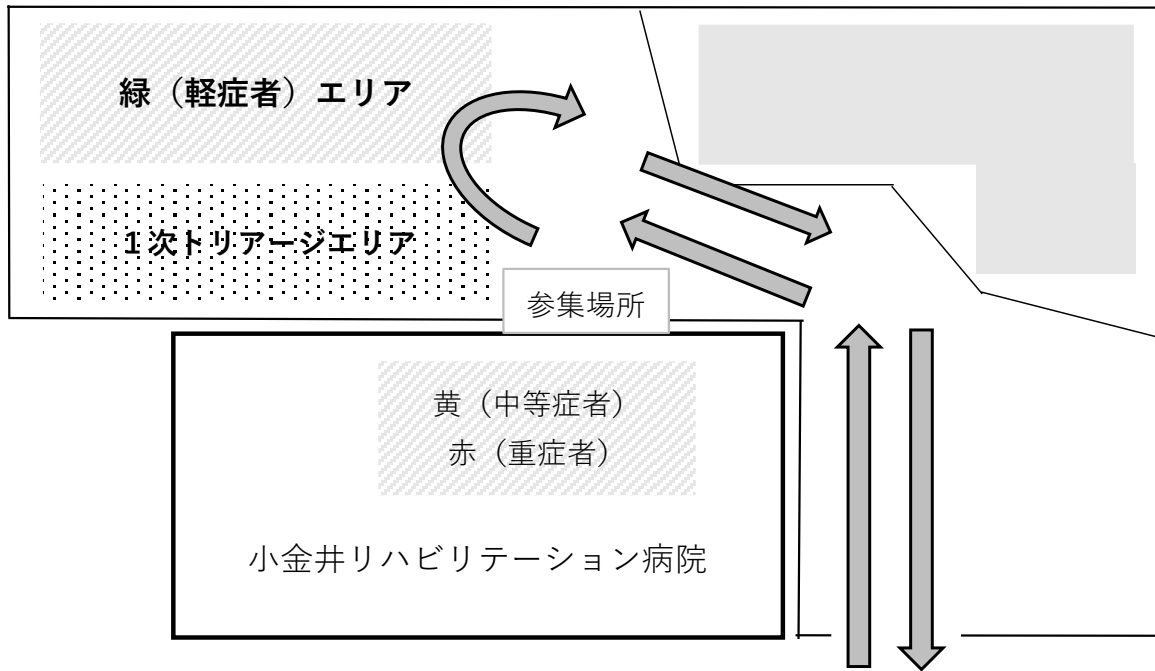 緑（軽症者）エリア
１次トリアージエリア
参集場所
黄（中等症者）
赤（重症者）
小金井リハビリテーション病院